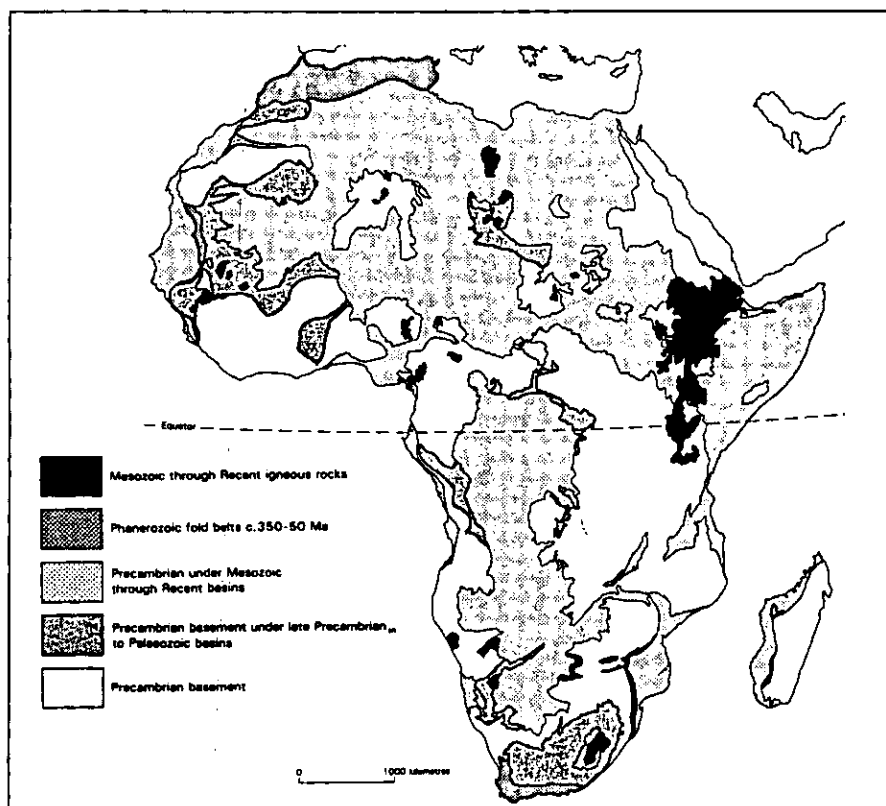 Equator
Mesozoic through Recent igneous rocks
Phanerozoic fold belts c.350-50 Ma
Precambrian under Mesozoic
through Recent basins
Precambrian basement under late Precambrian
to Palaeozoic basins
Precambrian basement
0 1000 kilometres